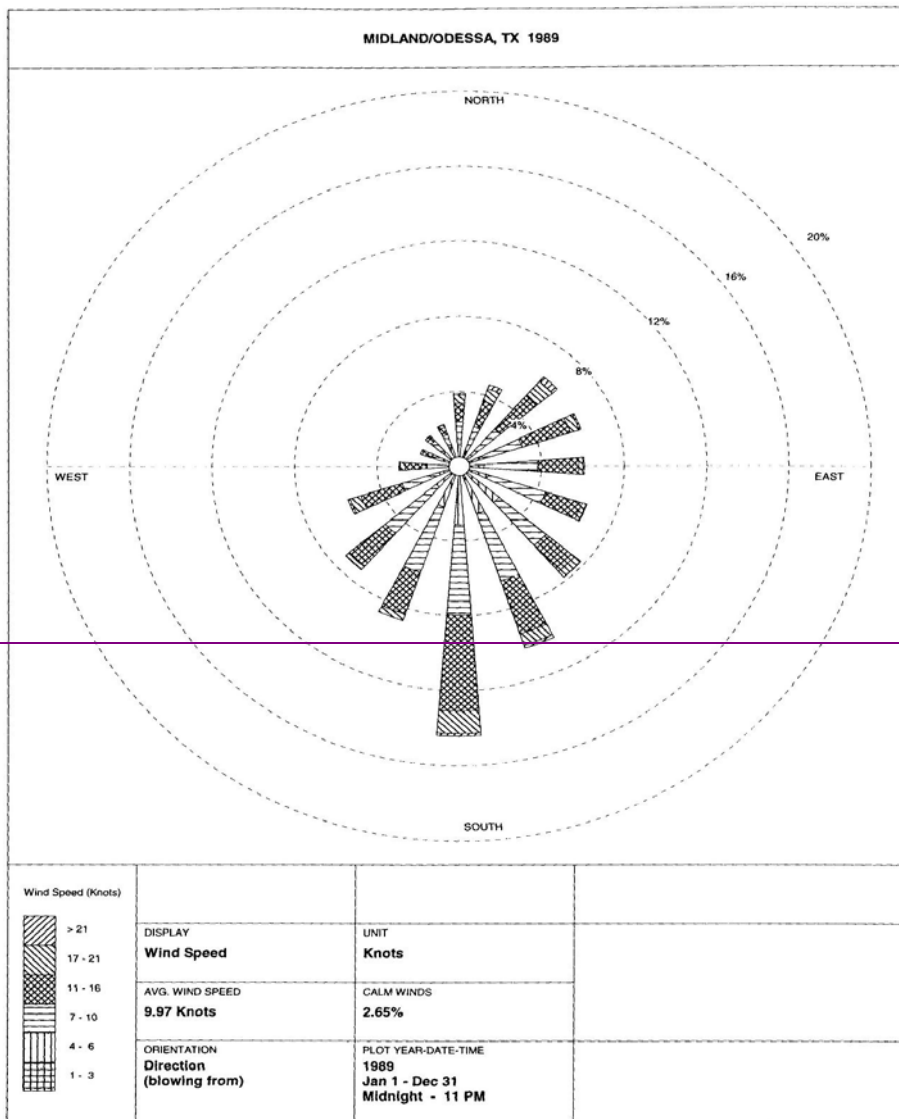 MIDLAND/ODESSA, TX 1989
NORTH
20%
16%
12%
8%
4%
WEST
EAST
SOUTH
Wind Speed (Knots)
> 21
17 - 21
11 - 16
7 - 10
4 - 6
1 - 3
DISPLAY
Wind Speed
UNIT
Knots
AVG. WIND SPEED
9.97 Knots
CALM WINDS
2.65%
ORIENTATION
Direction
(blowing from)
PLOT YEAR-DATE-TIME
1989
Jan 1 - Dec 31
Midnight - 11 PM